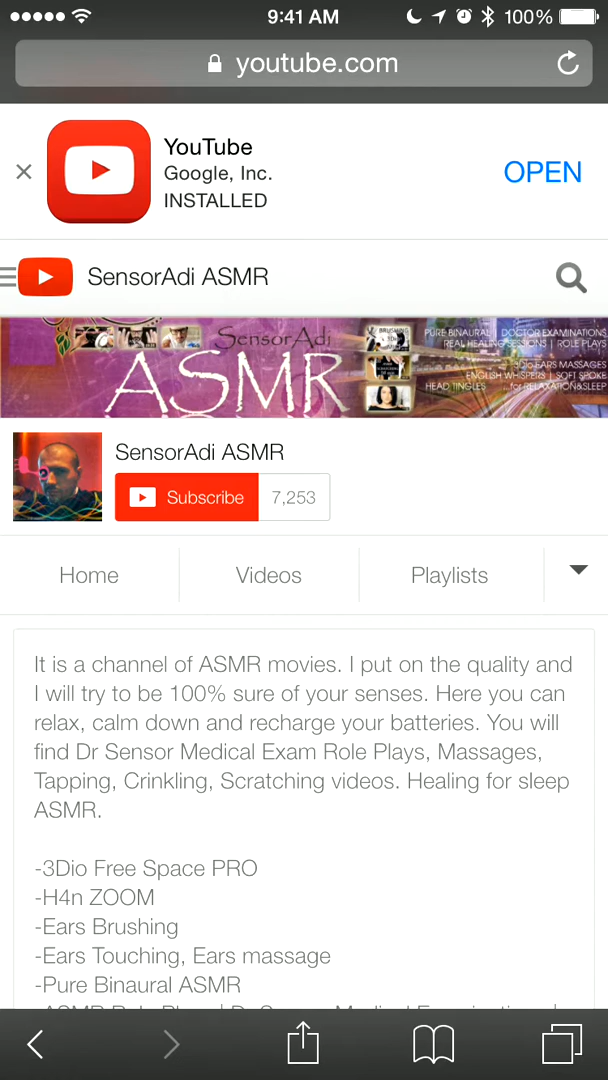 9:41 AM 100%
youtube.com
YouTube
Google, Inc.
INSTALLED
OPEN
SensorAdi ASMR
SensorAdi
ASMR
BRUSHING
PURE BINAURAL | DOCTOR EXAMINATIONS
REAL HEALING SESSIONS | ROLE PLAYS
3Dio EARS MASSAGES
ENGLISH WHISPERS | SOFT SPOKE
HEAD TINGLES ...for RELAXATION&SLEEP
SensorAdi ASMR
Subscribe 7,253
Home Videos Playlists
It is a channel of ASMR movies. I put on the quality and
I will try to be 100% sure of your senses. Here you can
relax, calm down and recharge your batteries. You will
find Dr Sensor Medical Exam Role Plays, Massages,
Tapping, Crinkling, Scratching videos. Healing for sleep
ASMR.
-3Dio Free Space PRO
-H4n ZOOM
-Ears Brushing
-Ears Touching, Ears massage
-Pure Binaural ASMR